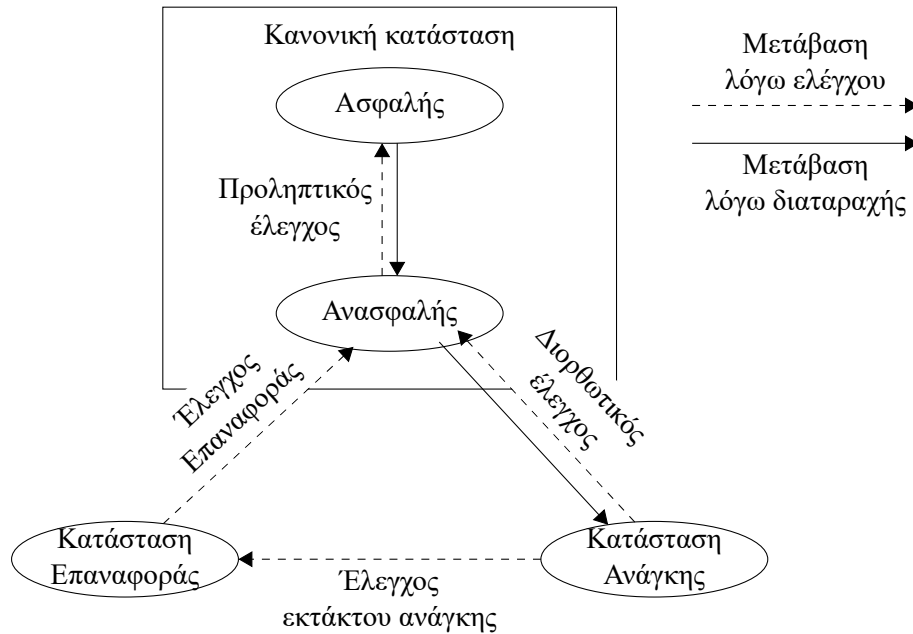 Κανονική κατάσταση
Ασφαλής
Προληπτικός
έλεγχος
Ανασφαλής
Έλεγχος
Επαναφοράς
Διορθωτικός
έλεγχος
Κατάσταση
Επαναφοράς
Έλεγχος
εκτάκτου ανάγκης
Κατάσταση
Ανάγκης
Μετάβαση
λόγω ελέγχου
Μετάβαση
λόγω διαταραχής